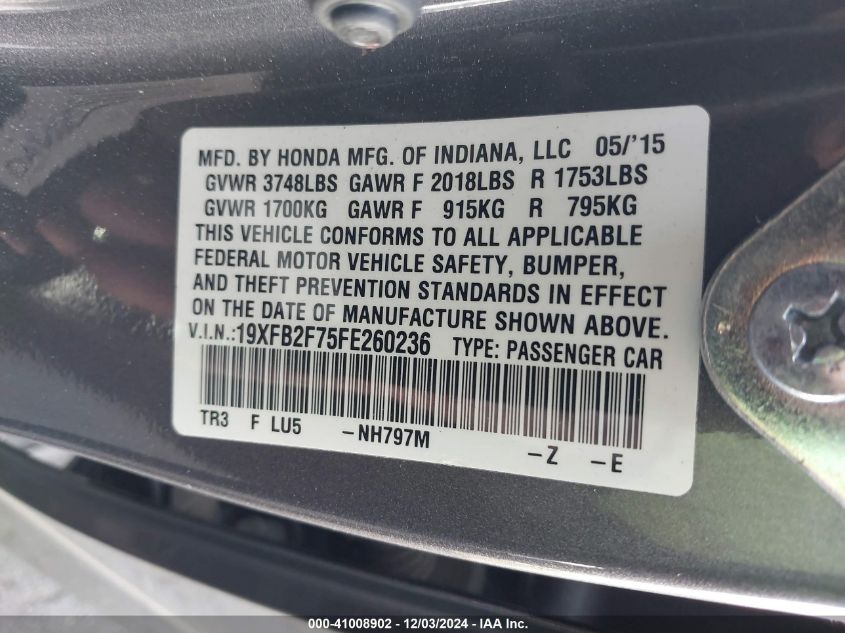 MFD. BY HONDA MFG. OF INDIANA, LLC 05/'15
GVWR 3748LBS GAWR F 2018LBS R 1753LBS
GVWR 1700KG GAWR F 915KG R 795KG
THIS VEHICLE CONFORMS TO ALL APPLICABLE
FEDERAL MOTOR VEHICLE SAFETY, BUMPER,
AND THEFT PREVENTION STANDARDS IN EFFECT
ON THE DATE OF MANUFACTURE SHOWN ABOVE.
V.I.N.:19XFB2F75FE260236 TYPE: PASSENGER CAR
TR3 F LU5 -NH797M -Z -E
000-41008902 - 12/03/2024 - IAA Inc.